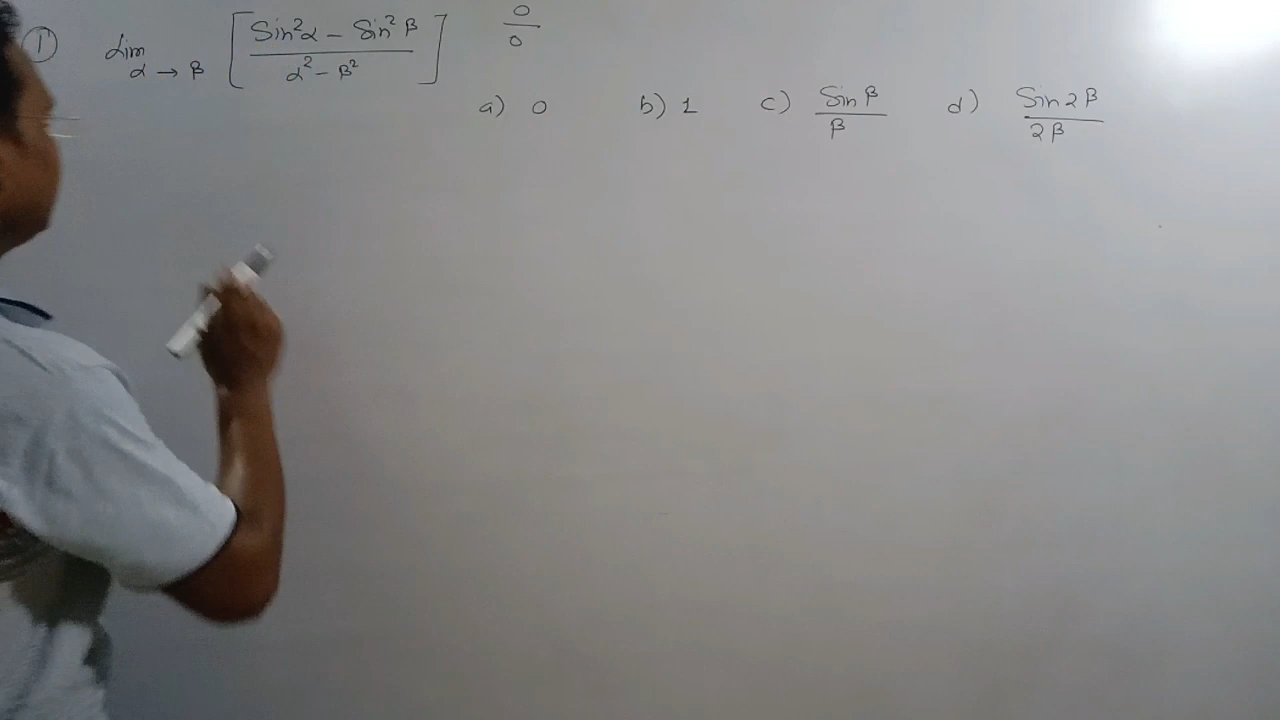 ① Lim α → β [ Sin²α – Sin²β / α² – β² ] 0/0
a) 0 b) 1 c) Sin β / β d) Sin 2β / 2β